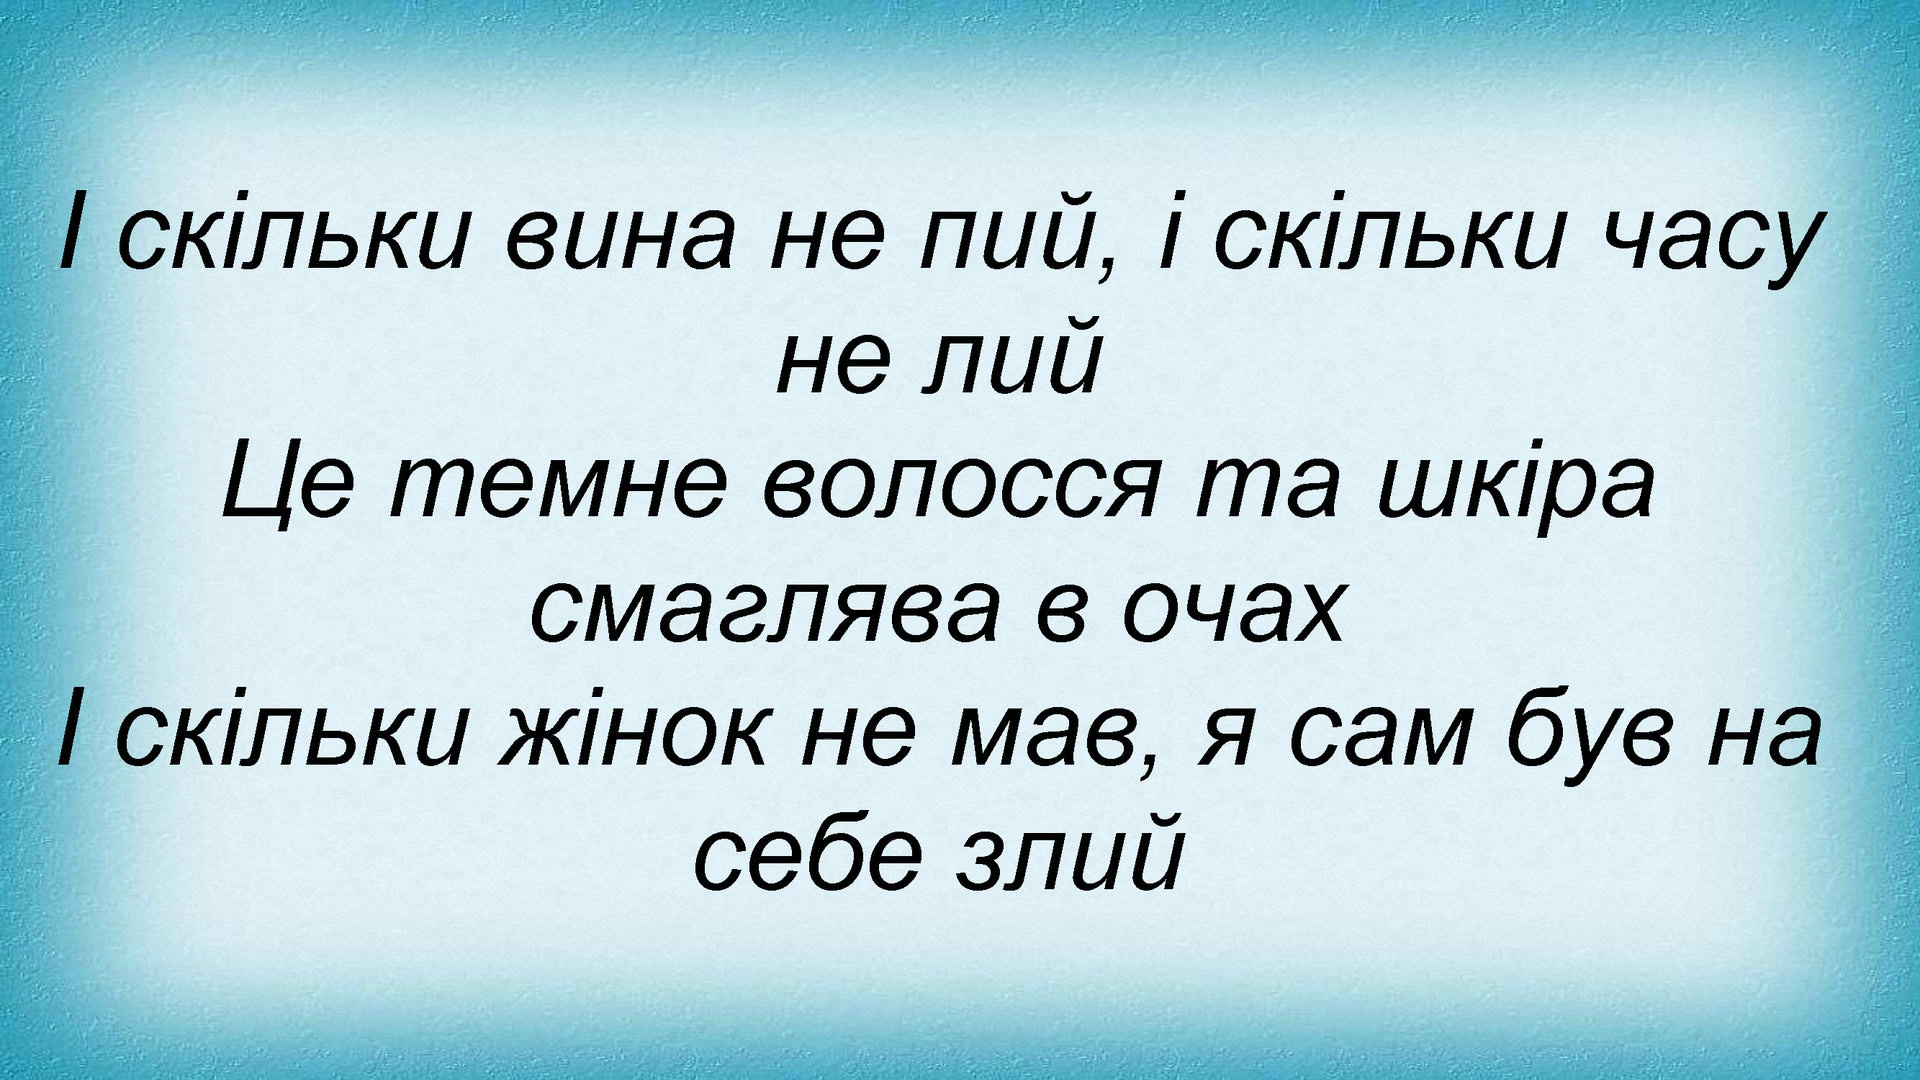 І скільки вина не пий, і скільки часу
не лий
Це темне волосся та шкіра
смаглява в очах
І скільки жінок не мав, я сам був на
себе злий